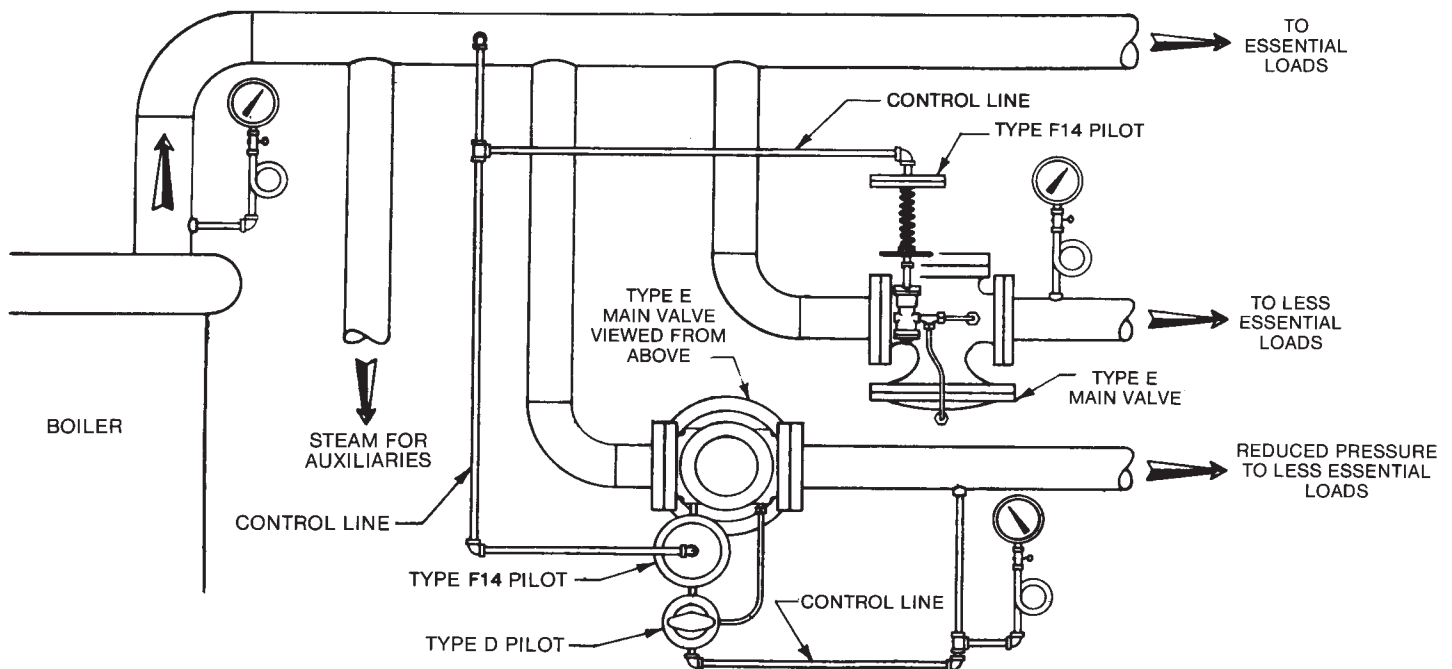 TO
ESSENTIAL
LOADS
CONTROL LINE
TYPE F14 PILOT
TYPE E
MAIN VALVE
VIEWED FROM
ABOVE
TO LESS
ESSENTIAL
LOADS
TYPE E
MAIN VALVE
BOILER
STEAM FOR
AUXILIARIES
REDUCED PRESSURE
TO LESS ESSENTIAL
LOADS
CONTROL LINE
TYPE F14 PILOT
CONTROL LINE
TYPE D PILOT